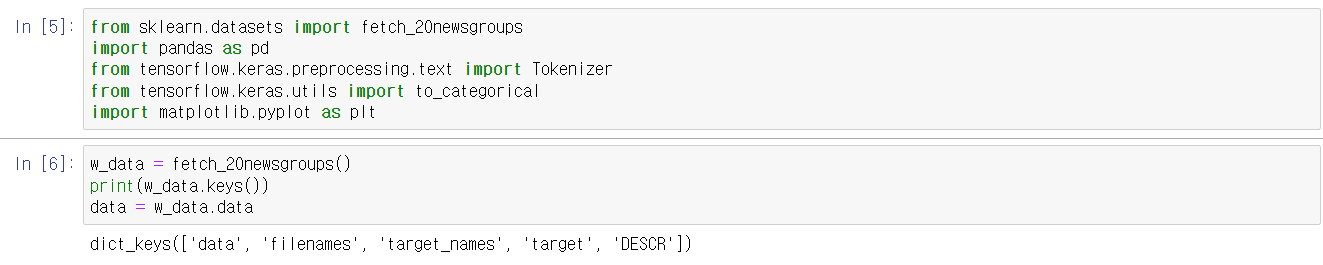 In [5]:
from sklearn.datasets import fetch_20newsgroups
import pandas as pd
from tensorflow.keras.preprocessing.text import Tokenizer
from tensorflow.keras.utils import to_categorical
import matplotlib.pyplot as plt
In [6]:
w_data = fetch_20newsgroups()
print(w_data.keys())
data = w_data.data
dict_keys(['data', 'filenames', 'target_names', 'target', 'DESCR'])